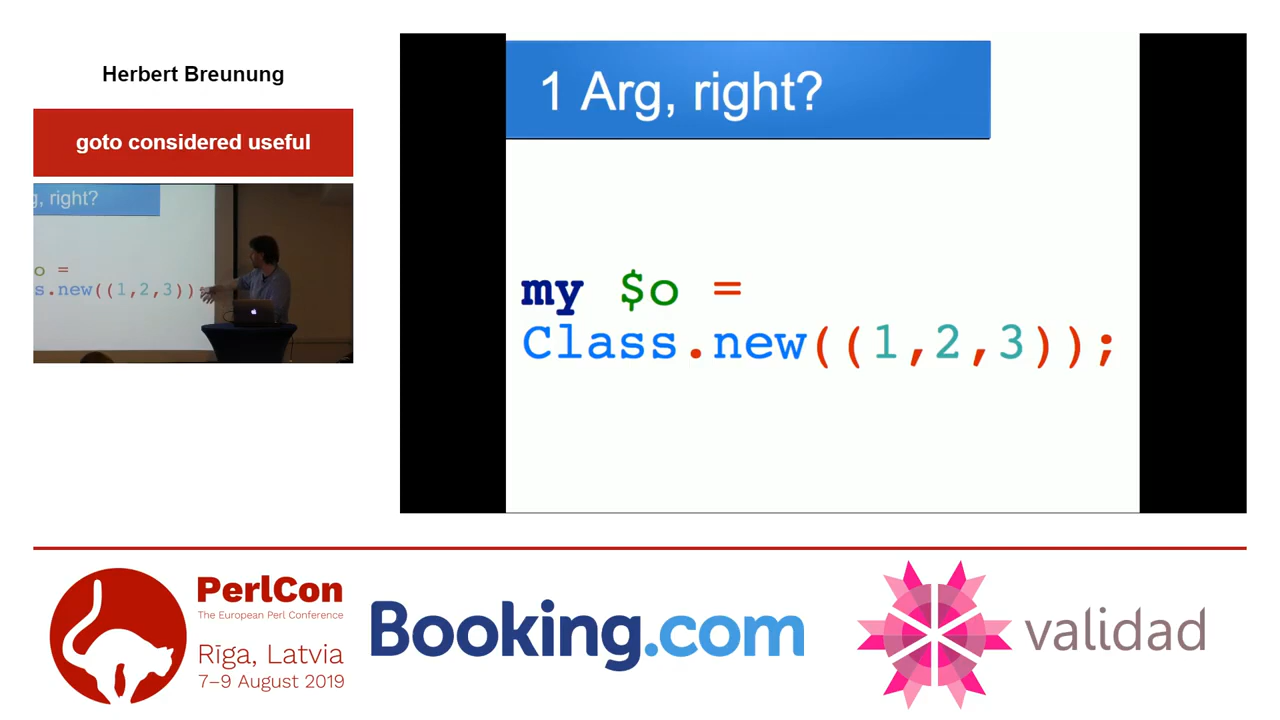 Herbert Breunung
goto considered useful
g, right?
o =
s.new((1,2,3));
1 Arg, right?
my $o =
Class.new((1,2,3));
PerlCon
The European Perl Conference
Rīga, Latvia
7–9 August 2019
Booking.com
validad